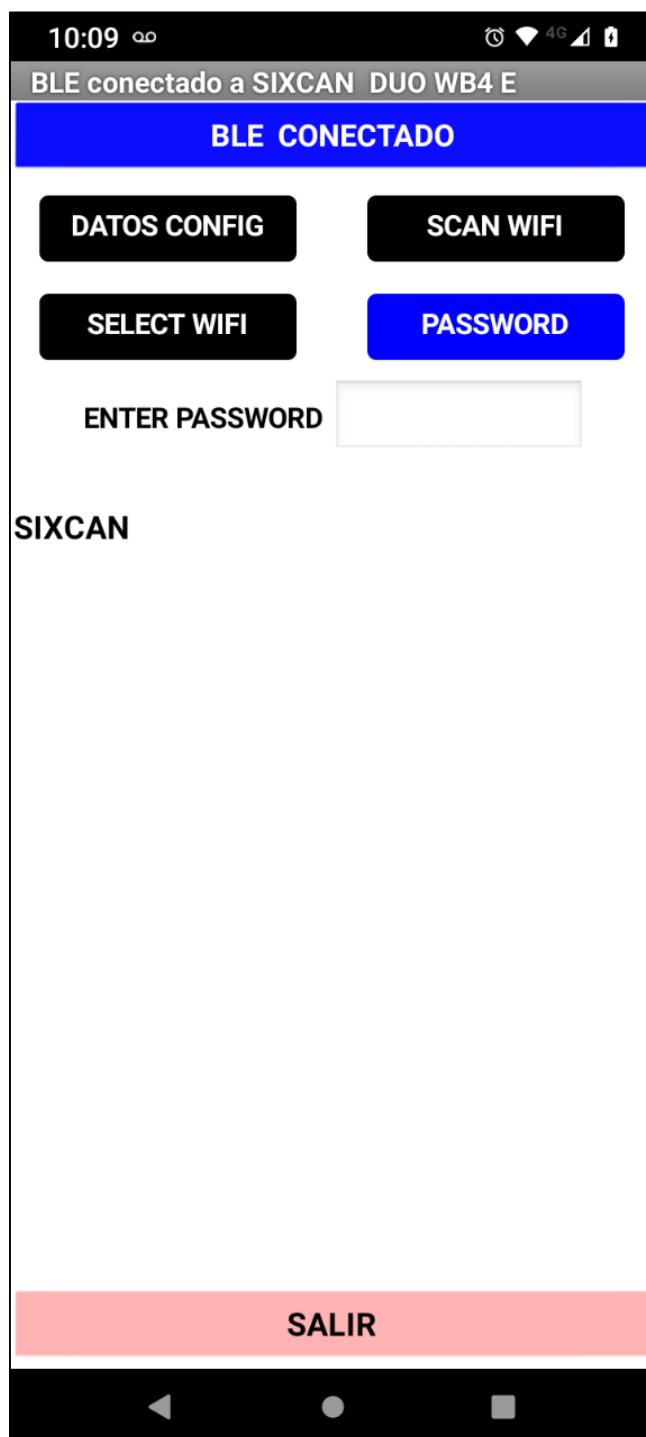 10:09 4G
BLE conectado a SIXCAN DUO WB4 E
BLE CONECTADO
DATOS CONFIG SCAN WIFI
SELECT WIFI PASSWORD
ENTER PASSWORD
SIXCAN
SALIR